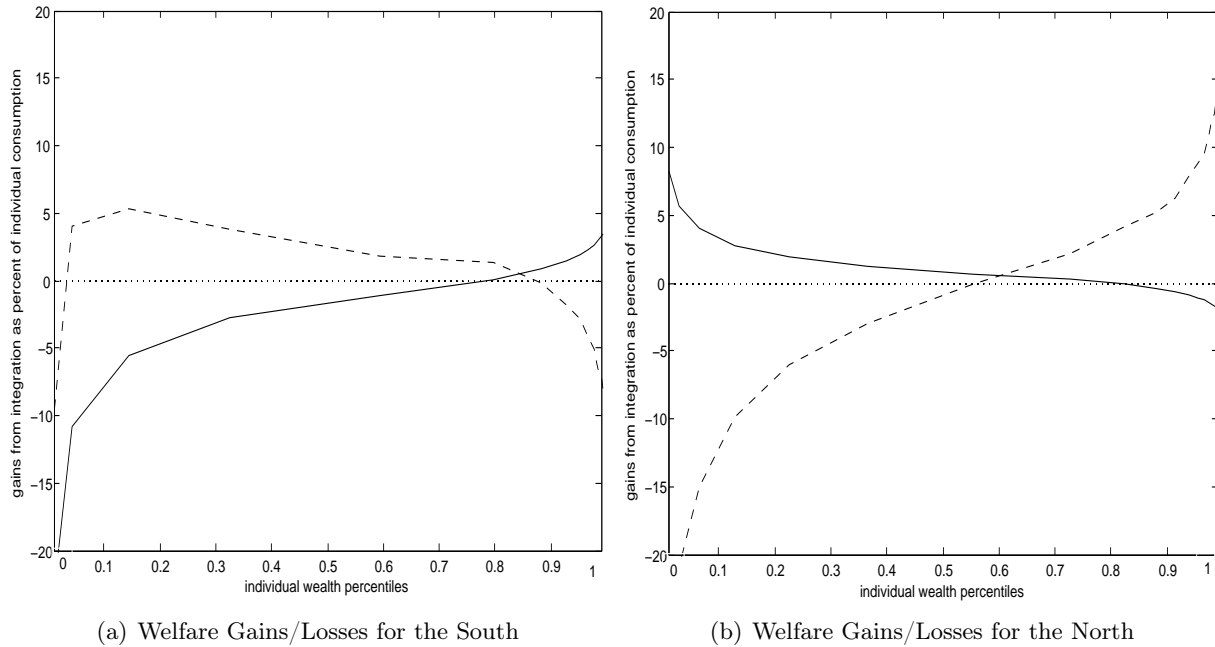 gains from integration as percent of individual consumption
20
15
10
5
0
−5
−10
−15
−20
0 0.1 0.2 0.3 0.4 0.5 0.6 0.7 0.8 0.9 1
individual wealth percentiles
(a) Welfare Gains/Losses for the South
gains from integration as percent of individual consumption
20
15
10
5
0
−5
−10
−15
−20
0 0.1 0.2 0.3 0.4 0.5 0.6 0.7 0.8 0.9 1
individual wealth percentiles
(b) Welfare Gains/Losses for the North